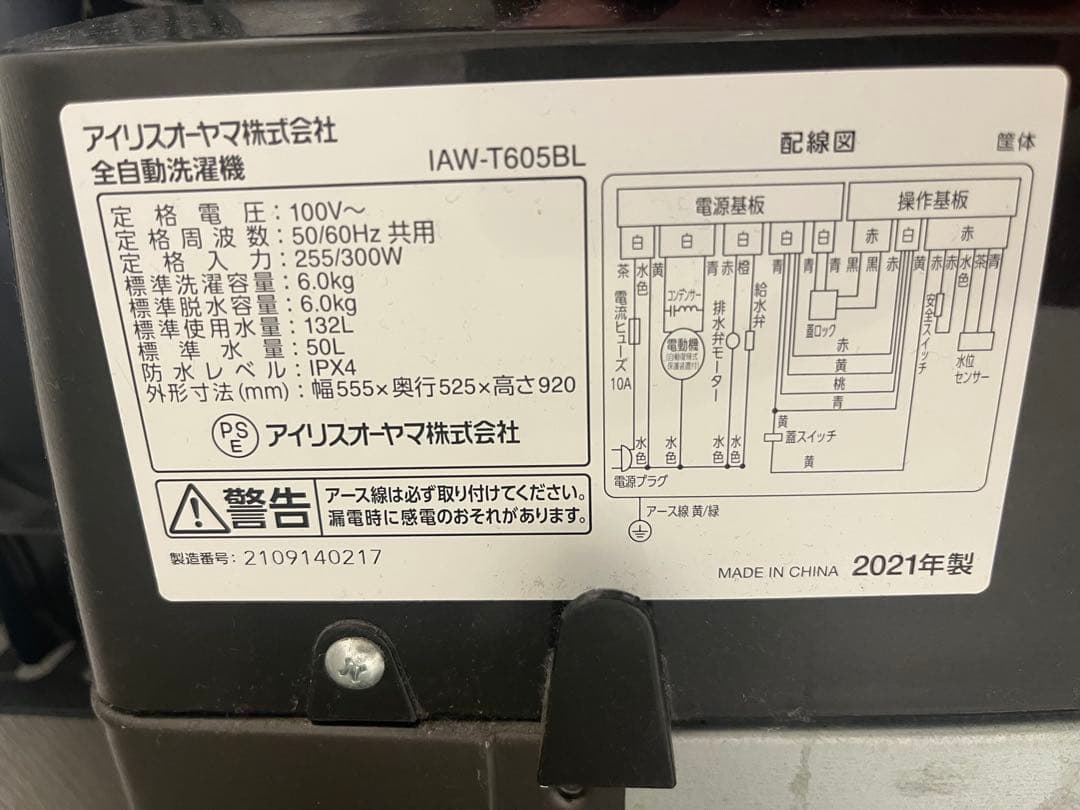 アイリスオーヤマ株式会社
全自動洗濯機
IAW-T605BL
定格電圧：100V～
定格周波数：50/60Hz 共用
定格入力：255/300W
標準洗濯容量：6.0kg
標準脱水容量：6.0kg
標準使用水量：132L
標準水量：50L
防水レベル：IPX4
外形寸法(mm)：幅555×奥行525×高さ920
PS
E
アイリスオーヤマ株式会社
警告
アース線は必ず取り付けてください。
漏電時に感電のおそれがあります。
製造番号：2109140217
配線図
筐体
電源基板
操作基板
白 白 白 白 白 赤 白 赤
茶 水色 黄 青 赤 橙 青 青 青 黒 黒 赤 黄 赤 赤 水色 茶 青
電流ヒューズ 10A
コンデンサー
電動機
(自動復帰式
保護装置付)
排水弁モーター
給水弁
蓋ロック
安全スイッチ
水位
センサー
赤
黄
桃
青
黄
蓋スイッチ
黄
水色 水色 水色 水色
電源プラグ
アース線 黄/緑
MADE IN CHINA
2021年製